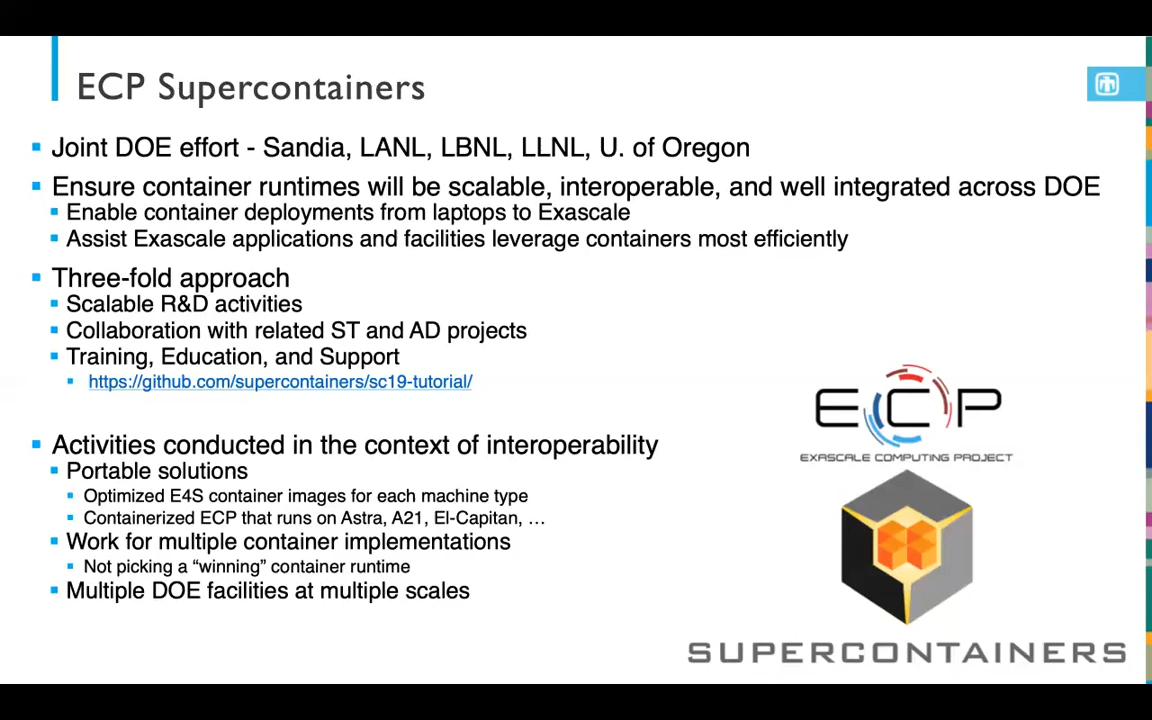 ECP Supercontainers
Joint DOE effort - Sandia, LANL, LBNL, LLNL, U. of Oregon
Ensure container runtimes will be scalable, interoperable, and well integrated across DOE
Enable container deployments from laptops to Exascale
Assist Exascale applications and facilities leverage containers most efficiently
Three-fold approach
Scalable R&D activities
Collaboration with related ST and AD projects
Training, Education, and Support
https://github.com/supercontainers/sc19-tutorial/
Activities conducted in the context of interoperability
Portable solutions
Optimized E4S container images for each machine type
Containerized ECP that runs on Astra, A21, El-Capitan, …
Work for multiple container implementations
Not picking a “winning” container runtime
Multiple DOE facilities at multiple scales
ECP
EXASCALE COMPUTING PROJECT
SUPERCONTAINERS